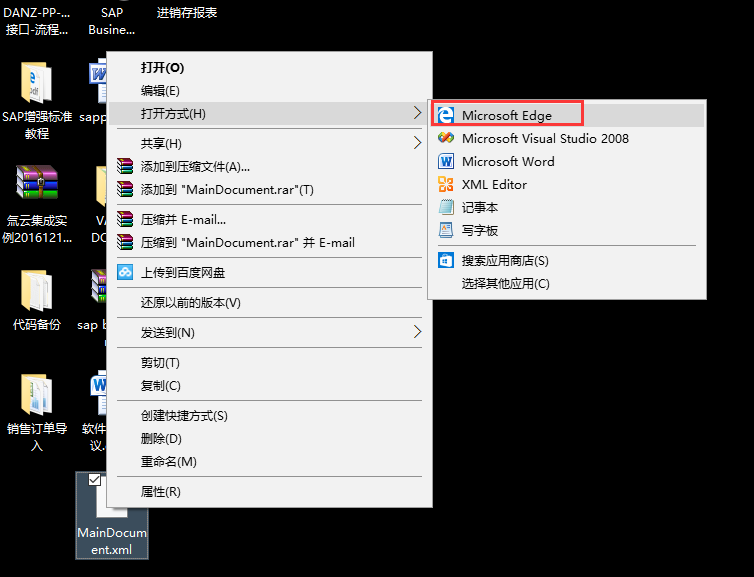 DANZ-PP-...
接口-流程...
SAP
Busine...
进销存报表
SAP增强标准
教程
sapp
氚云集成实
例2016121...
VA
DO
代码备份
sap b
销售订单导
入
软件
议.
MainDocum
ent.xml
打开(O)
编辑(E)
打开方式(H)
共享(H)
添加到压缩文件(A)...
添加到 "MainDocument.rar"(T)
压缩并 E-mail...
压缩到 "MainDocument.rar" 并 E-mail
上传到百度网盘
还原以前的版本(V)
发送到(N)
剪切(T)
复制(C)
创建快捷方式(S)
删除(D)
重命名(M)
属性(R)
Microsoft Edge
Microsoft Visual Studio 2008
Microsoft Word
XML Editor
记事本
写字板
搜索应用商店(S)
选择其他应用(C)